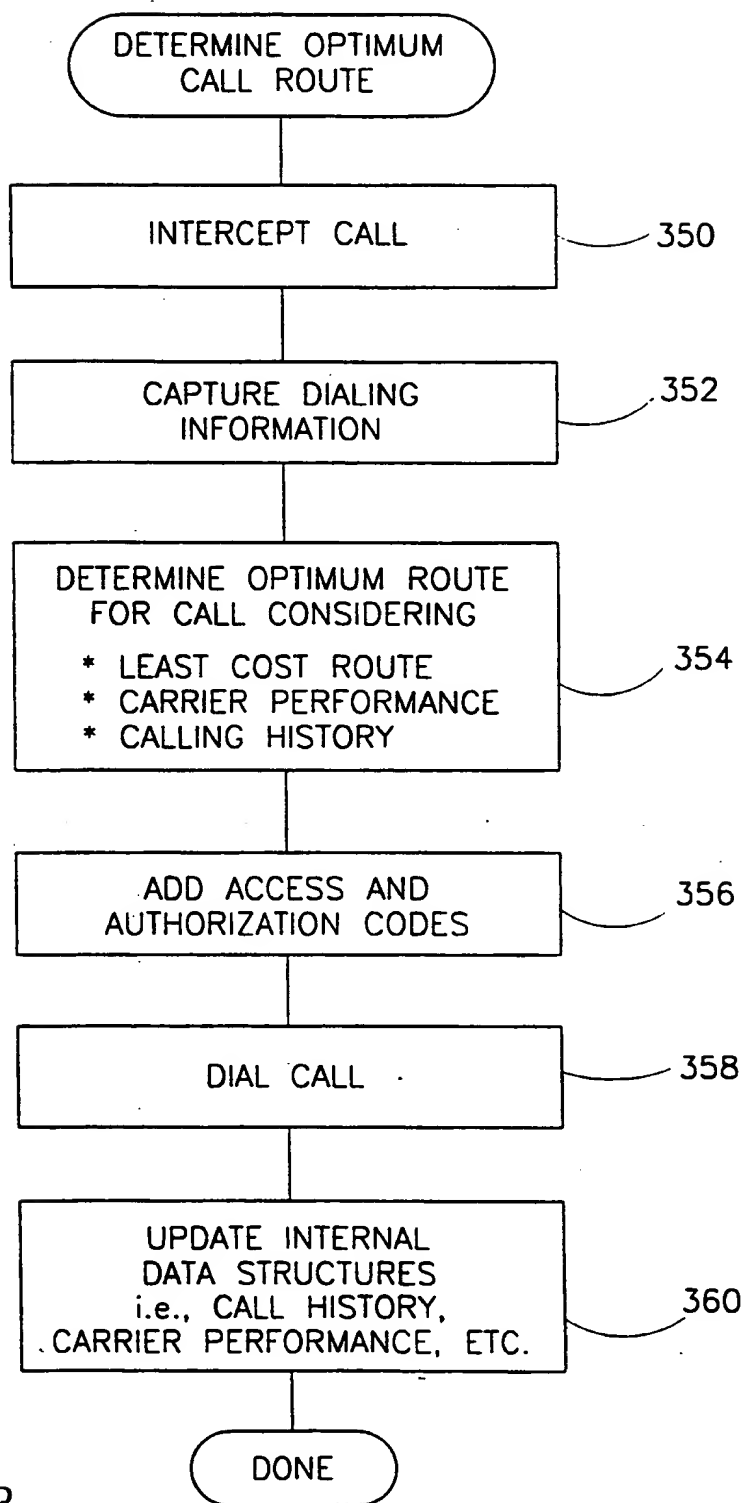 DETERMINE OPTIMUM
CALL ROUTE
INTERCEPT CALL
350
CAPTURE DIALING
INFORMATION
352
DETERMINE OPTIMUM ROUTE
FOR CALL CONSIDERING
* LEAST COST ROUTE
* CARRIER PERFORMANCE
* CALLING HISTORY
354
ADD ACCESS AND
AUTHORIZATION CODES
356
DIAL CALL
358
UPDATE INTERNAL
DATA STRUCTURES
i.e., CALL HISTORY,
CARRIER PERFORMANCE, ETC.
360
DONE